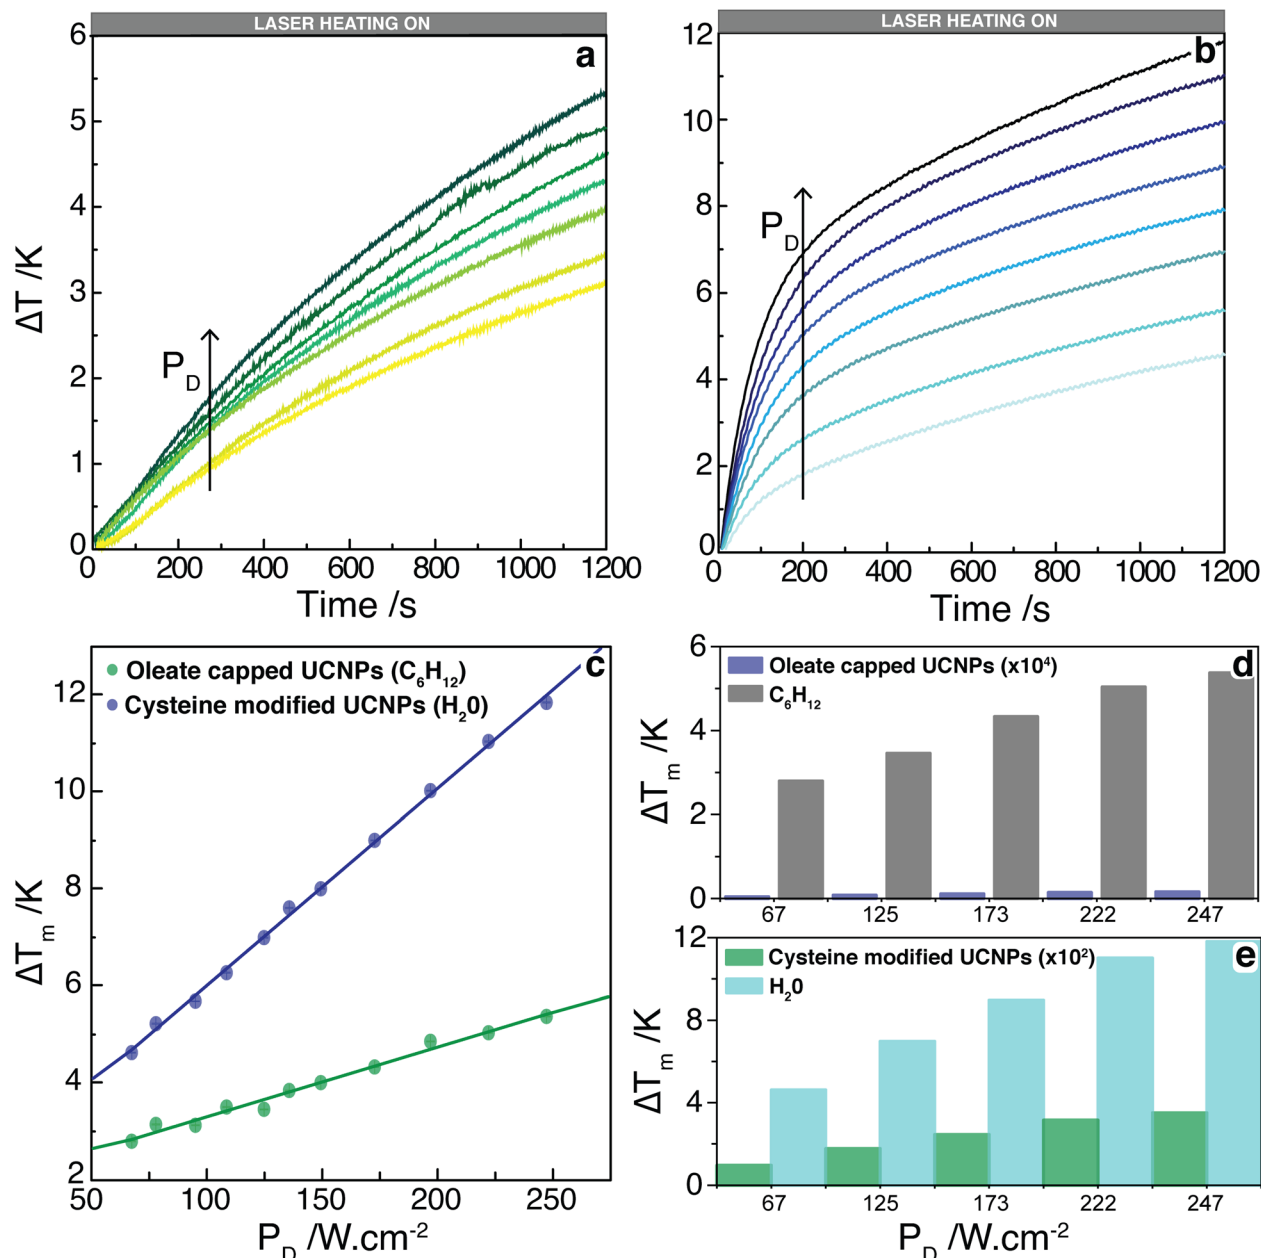 LASER HEATING ON
a
6
5
4
3
2
1
0
ΔT /K
P_D
0 200 400 600 800 1000 1200
Time /s
LASER HEATING ON
b
12
10
8
6
4
2
0
P_D
0 200 400 600 800 1000 1200
Time /s
c
Oleate capped UCNPs (C₆H₁₂)
Cysteine modified UCNPs (H₂0)
12
10
8
6
4
2
ΔTₘ /K
50 100 150 200 250
P_D /W.cm⁻²
d
Oleate capped UCNPs (x10⁴)
C₆H₁₂
6
4
2
0
ΔTₘ /K
67 125 173 222 247
e
Cysteine modified UCNPs (x10²)
H₂0
12
8
4
0
ΔTₘ /K
67 125 173 222 247
P_D /W.cm⁻²